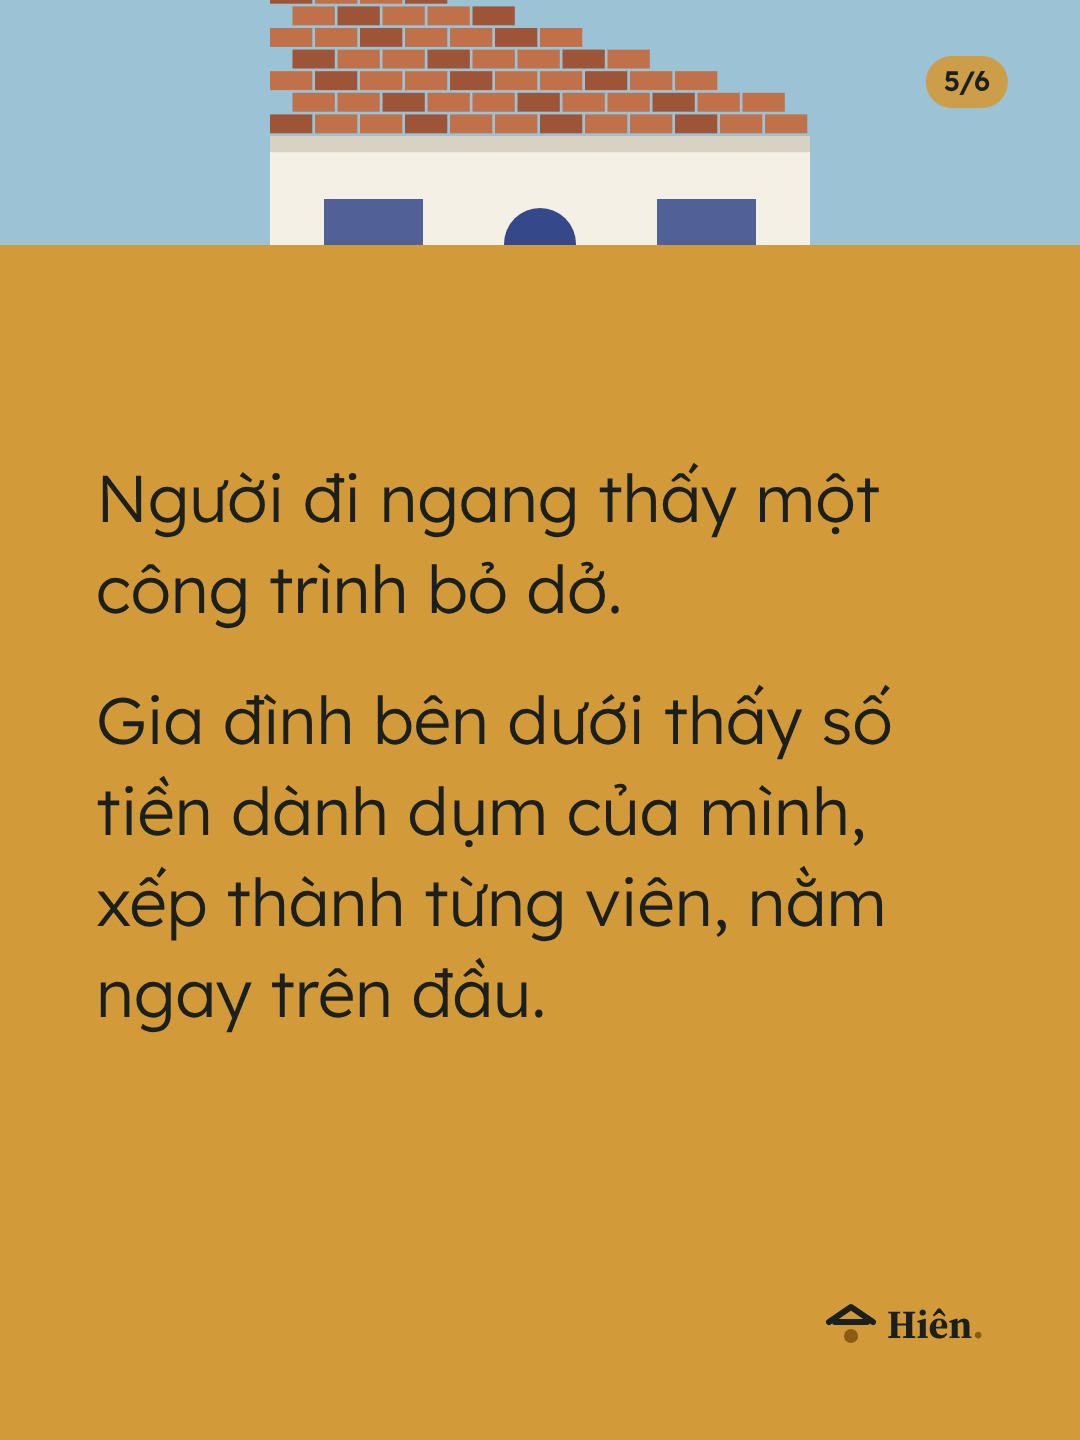 5/6
Người đi ngang thấy một
công trình bỏ dở.
Gia đình bên dưới thấy số
tiền dành dụm của mình,
xếp thành từng viên, nằm
ngay trên đầu.
Hiên.